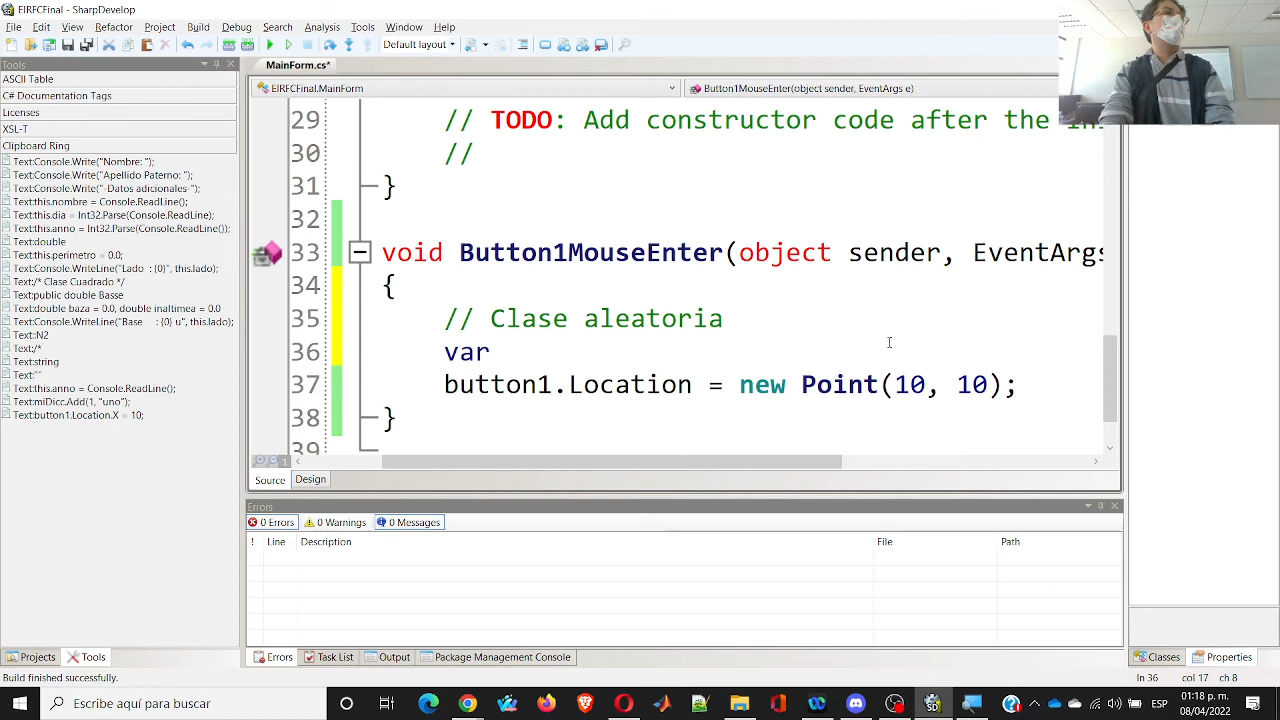 EIRFCFinal - SharpDevelop
File Edit View Refactor Project Build Debug Search Analysis Tools Window Help
Default layout
Tools
ASCII Table
C# Documentation Tags
Licenses
XSL-T
Clipboard Ring
Text:Console.Write("Nombre: ");
Text:Console.Write("Apellido Paterno: ");
Text:Console.Write("-Datos adicionales-");
Text:this.nombre = Console.ReadLine();
Text:this.dia = Int32.Parse(Console.ReadLine);
Text:this.anno = Int32.Parse(Console.ReadLine());
Text:double
Text:perimetro = 0.0;
Text:Console.WriteLine("Lado :{0}", this.lado);
Text:/* Clase Cuadrado */
Text:public double Base
Text:double baza = 0.0, double inaltimea = 0.0
Text:Console.WriteLine("Base :{0} u", this.lado);
Text:N2
Text:/*
Text:string
Text:""
Text:this.anno = Console.ReadLine();
Text:marco.Add(1, "uno");
Text:button1.Location.X = 10;
Projects
Tools
MainForm.cs*
EIRFCFinal.MainForm
Button1MouseEnter(object sender, EventArgs e)
29 // TODO: Add constructor code after the
30 //
31 }
32
33 void Button1MouseEnter(object sender, EventArgs
34 {
35 // Clase aleatoria
36 var
37 button1.Location = new Point(10, 10);
38 }
39
Source Design
Errors
0 Errors 0 Warnings 0 Messages
! Line Description File Path
Errors Task List Output Package Management Console
Classes Properties
Build finished successfully.
ln 36 col 17 ch 8
Escribe aquí para buscar
ESP
01:18 p. m.
08/04/2022